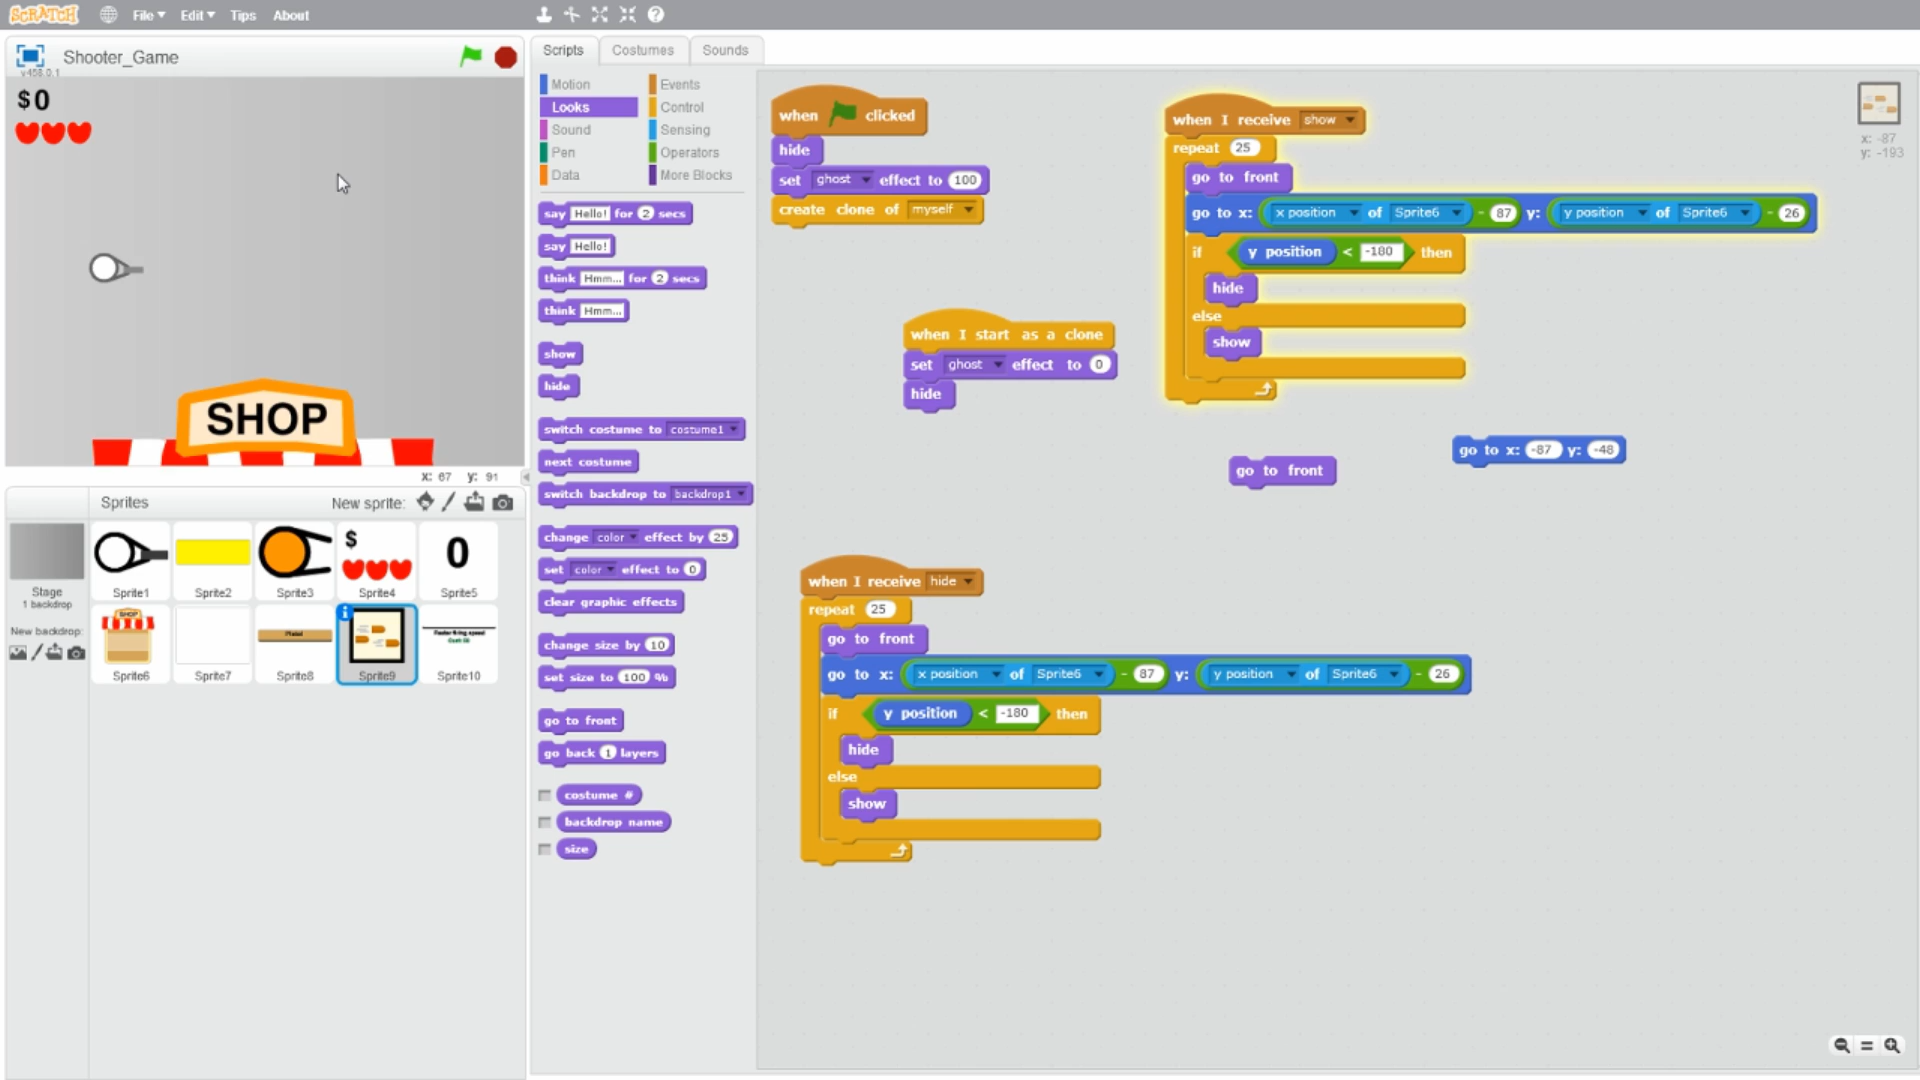 SCRATCH File Edit Tips About
Shooter_Game
v458.0.1
$0
SHOP
x: 67 y: 91
Sprites New sprite:
Stage
1 backdrop
New backdrop:
$
0
Sprite1 Sprite2 Sprite3 Sprite4 Sprite5
SHOP
Sprite6 Sprite7 Sprite8 Sprite9 Sprite10
Scripts Costumes Sounds
Motion Events
Looks Control
Sound Sensing
Pen Operators
Data More Blocks
say Hello! for 2 secs
say Hello!
think Hmm... for 2 secs
think Hmm...
show
hide
switch costume to costume1
next costume
switch backdrop to backdrop1
change color effect by 25
set color effect to 0
clear graphic effects
change size by 10
set size to 100 %
go to front
go back 1 layers
costume #
backdrop name
size
when clicked
hide
set ghost effect to 100
create clone of myself
when I start as a clone
set ghost effect to 0
hide
when I receive show
repeat 25
go to front
go to x: x position of Sprite6 - 87 y: y position of Sprite6 - 26
if y position < -180 then
hide
else
show
go to front
go to x: -87 y: -48
when I receive hide
repeat 25
go to front
go to x: x position of Sprite6 - 87 y: y position of Sprite6 - 26
if y position < -180 then
hide
else
show
x: -87
y: -193